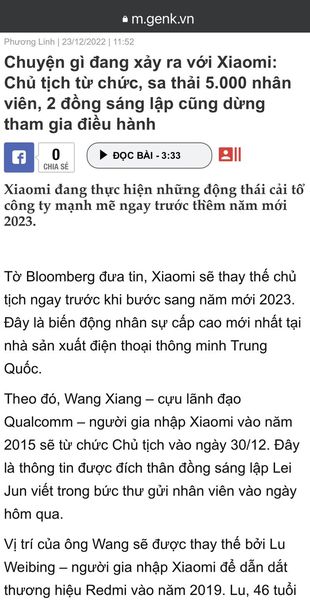 m.genk.vn
Phương Linh | 23/12/2022 | 11:52
Chuyện gì đang xảy ra với Xiaomi:
Chủ tịch từ chức, sa thải 5.000 nhân
viên, 2 đồng sáng lập cũng dừng
tham gia điều hành
0
CHIA SẺ
ĐỌC BÀI - 3:33
Xiaomi đang thực hiện những động thái cải tổ
công ty mạnh mẽ ngay trước thềm năm mới
2023.
Tờ Bloomberg đưa tin, Xiaomi sẽ thay thế chủ
tịch ngay trước khi bước sang năm mới 2023.
Đây là biến động nhân sự cấp cao mới nhất tại
nhà sản xuất điện thoại thông minh Trung
Quốc.
Theo đó, Wang Xiang – cựu lãnh đạo
Qualcomm – người gia nhập Xiaomi vào năm
2015 sẽ từ chức Chủ tịch vào ngày 30/12. Đây
là thông tin được đích thân đồng sáng lập Lei
Jun viết trong bức thư gửi nhân viên vào ngày
hôm qua.
Vị trí của ông Wang sẽ được thay thế bởi Lu
Weibing – người gia nhập Xiaomi để dẫn dắt
thương hiệu Redmi vào năm 2019. Lu, 46 tuổi